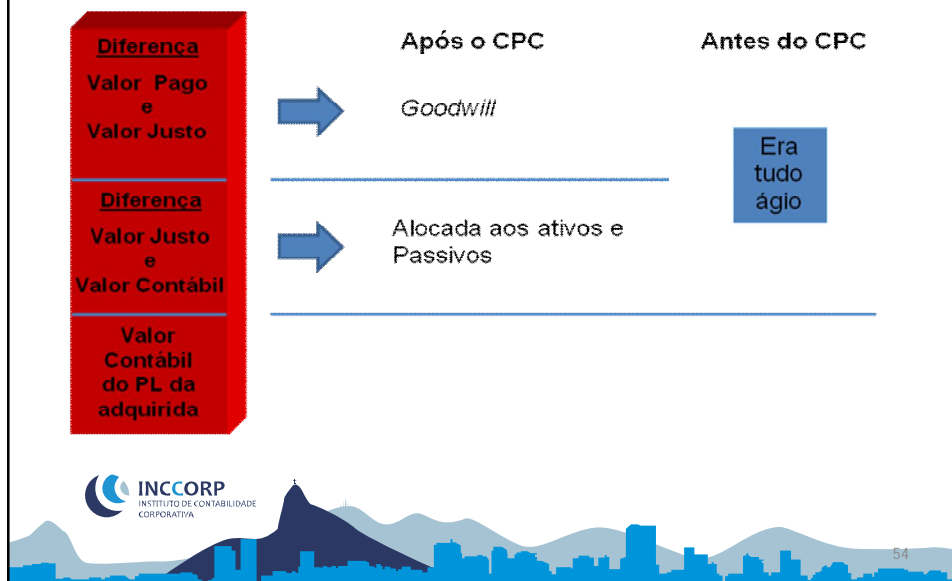 Diferença
Valor Pago
e
Valor Justo
Diferença
Valor Justo
e
Valor Contábil
Valor
Contábil
do PL da
adquirida
Após o CPC
Goodwill
Alocada aos ativos e
Passivos
Antes do CPC
Era
tudo
ágio
INCCORP
INSTITUTO DE CONTABILIDADE
CORPORATIVA
54